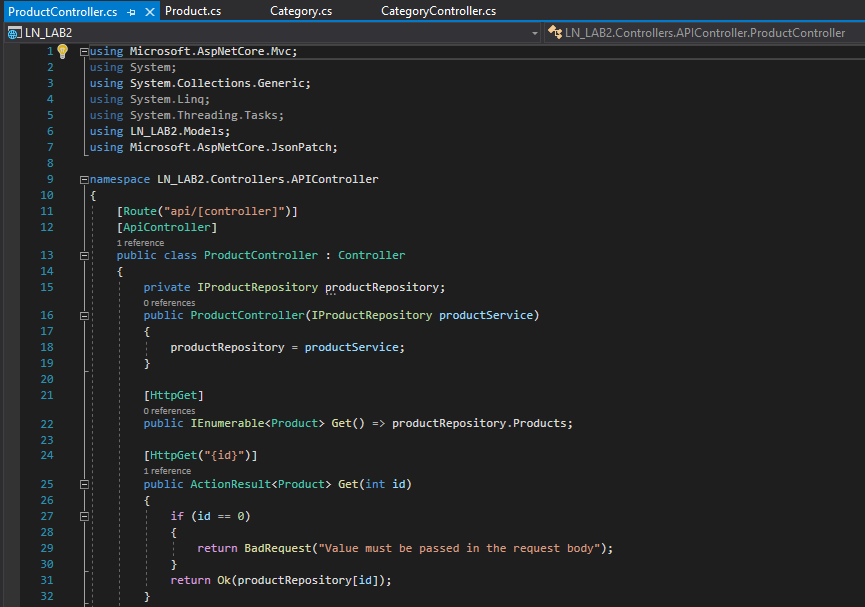 ProductController.cs Product.cs Category.cs CategoryController.cs
LN_LAB2 LN_LAB2.Controllers.APIController.ProductController
1 using Microsoft.AspNetCore.Mvc;
2 using System;
3 using System.Collections.Generic;
4 using System.Linq;
5 using System.Threading.Tasks;
6 using LN_LAB2.Models;
7 using Microsoft.AspNetCore.JsonPatch;
8
9 namespace LN_LAB2.Controllers.APIController
10 {
11 [Route("api/[controller]")]
12 [ApiController]
1 reference
13 public class ProductController : Controller
14 {
15 private IProductRepository productRepository;
0 references
16 public ProductController(IProductRepository productService)
17 {
18 productRepository = productService;
19 }
20
21 [HttpGet]
0 references
22 public IEnumerable<Product> Get() => productRepository.Products;
23
24 [HttpGet("{id}")]
1 reference
25 public ActionResult<Product> Get(int id)
26 {
27 if (id == 0)
28 {
29 return BadRequest("Value must be passed in the request body");
30 }
31 return Ok(productRepository[id]);
32 }